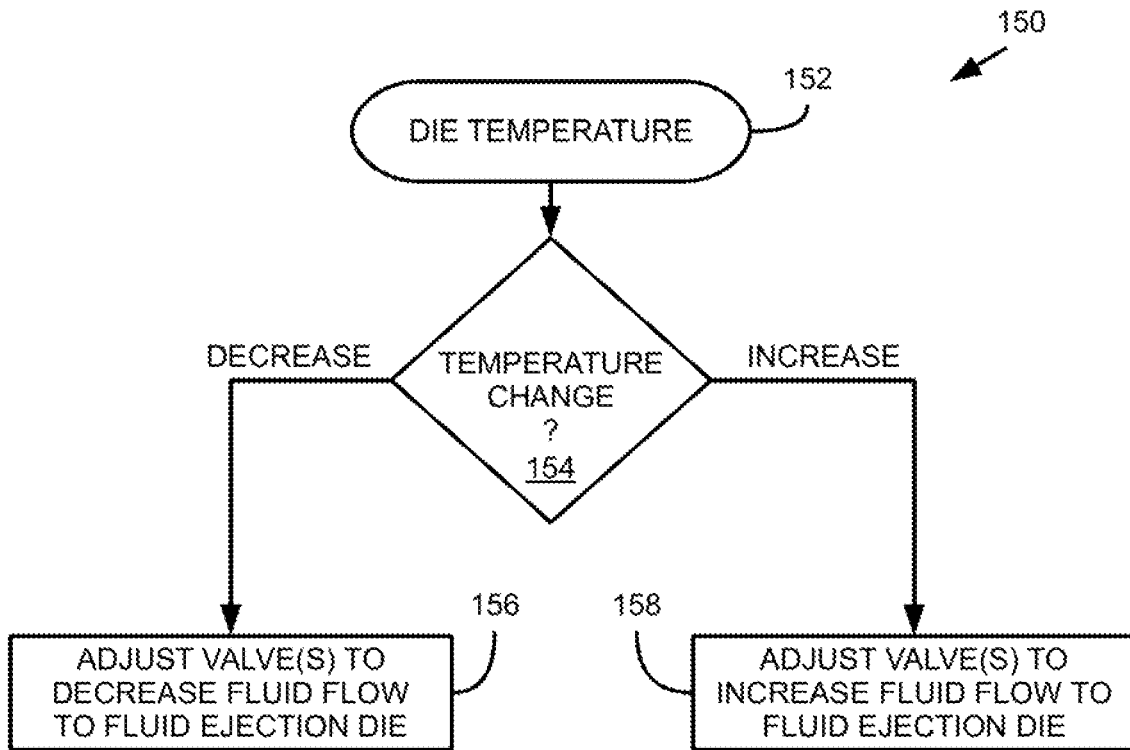 150
152
DIE TEMPERATURE
DECREASE
INCREASE
TEMPERATURE
CHANGE
?
154
156
158
ADJUST VALVE(S) TO
DECREASE FLUID FLOW
TO FLUID EJECTION DIE
ADJUST VALVE(S) TO
INCREASE FLUID FLOW TO
FLUID EJECTION DIE